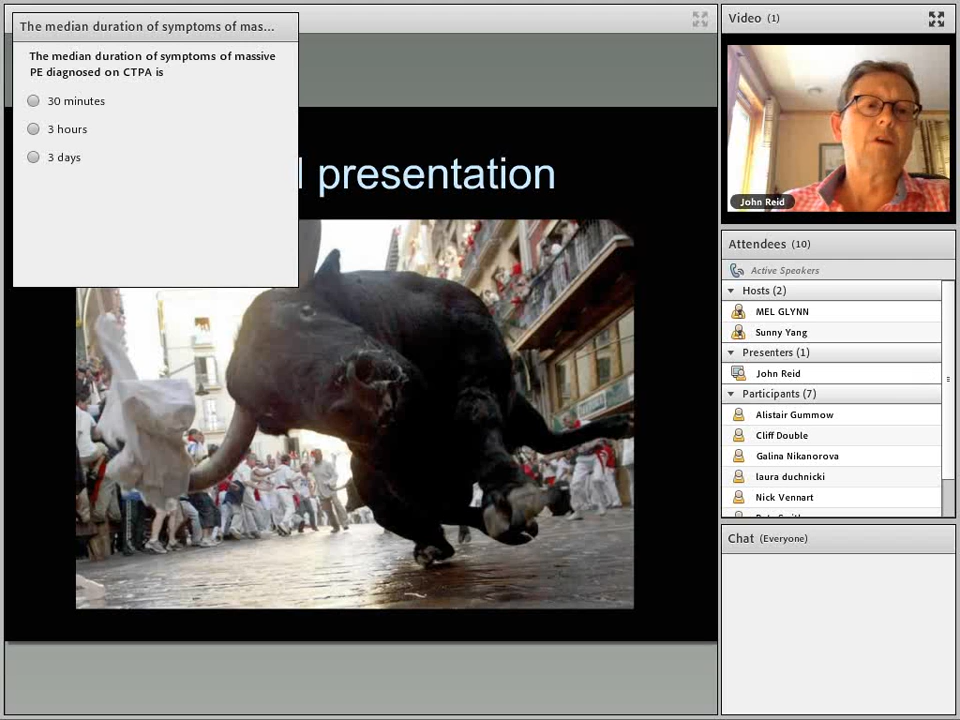 The median duration of symptoms of mas...
The median duration of symptoms of massive
PE diagnosed on CTPA is
30 minutes
3 hours
3 days
presentation
Video (1)
John Reid
Attendees (10)
Active Speakers
Hosts (2)
MEL GLYNN
Sunny Yang
Presenters (1)
John Reid
Participants (7)
Alistair Gummow
Cliff Double
Galina Nikanorova
laura duchnicki
Nick Vennart
Chat (Everyone)